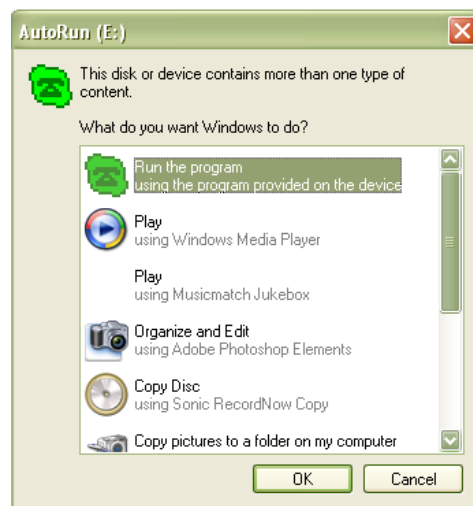 AutoRun (E:)
This disk or device contains more than one type of
content.
What do you want Windows to do?
Run the program
using the program provided on the device
Play
using Windows Media Player
Play
using Musicmatch Jukebox
Organize and Edit
using Adobe Photoshop Elements
Copy Disc
using Sonic RecordNow Copy
Copy pictures to a folder on my computer
OK Cancel